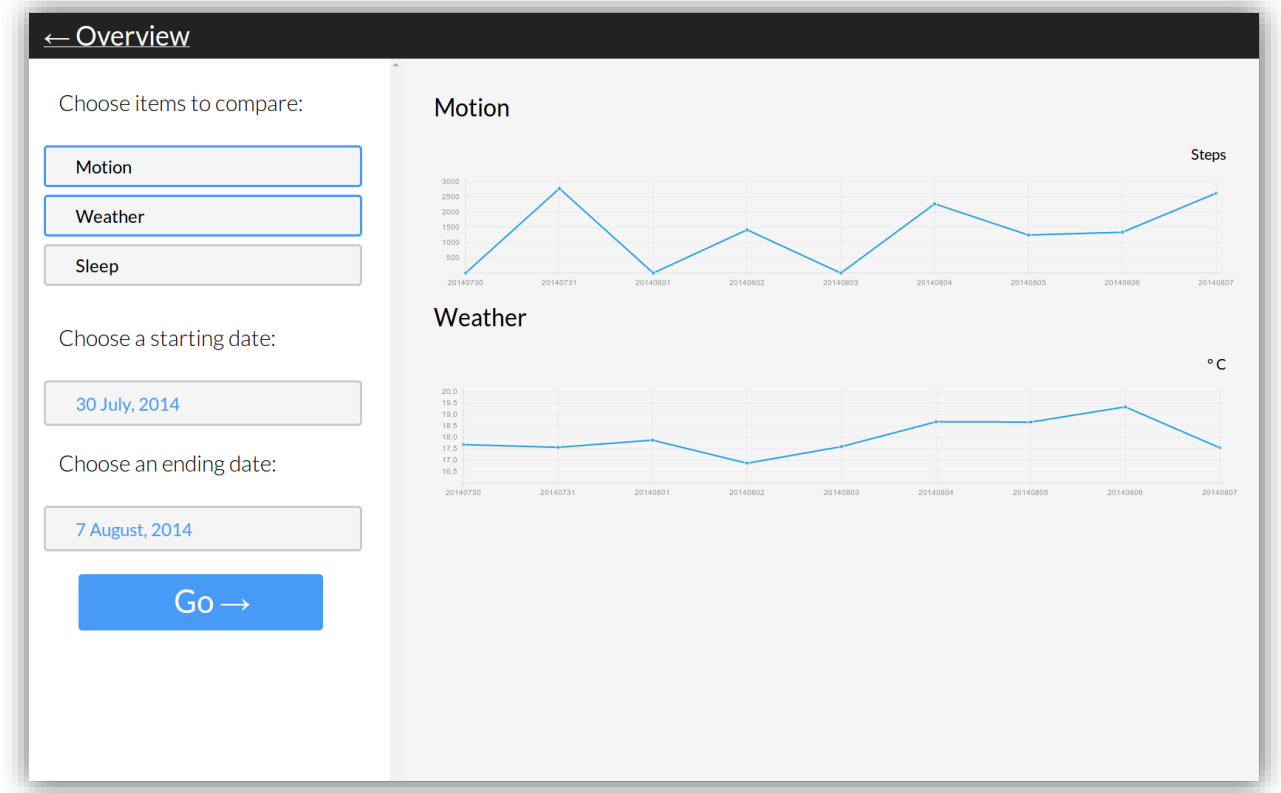 ← Overview
Choose items to compare:
Motion
Weather
Sleep
Choose a starting date:
30 July, 2014
Choose an ending date:
7 August, 2014
Go →
Motion
Steps
3000
2500
2000
1500
1000
500
20140730 20140731 20140801 20140802 20140803 20140804 20140805 20140806 20140807
Weather
° C
20.0
19.5
19.0
18.5
18.0
17.5
17.0
16.5
20140730 20140731 20140801 20140802 20140803 20140804 20140805 20140806 20140807